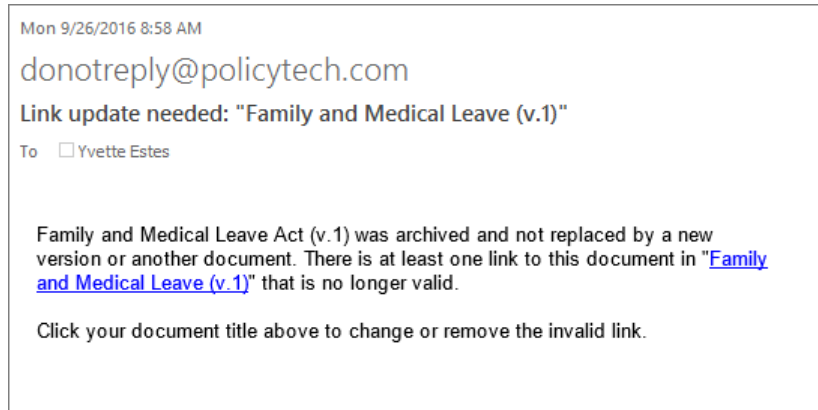 Mon 9/26/2016 8:58 AM
donotreply@policytech.com
Link update needed: "Family and Medical Leave (v.1)"
To Yvette Estes
Family and Medical Leave Act (v.1) was archived and not replaced by a new
version or another document. There is at least one link to this document in "Family
and Medical Leave (v.1)" that is no longer valid.
Click your document title above to change or remove the invalid link.